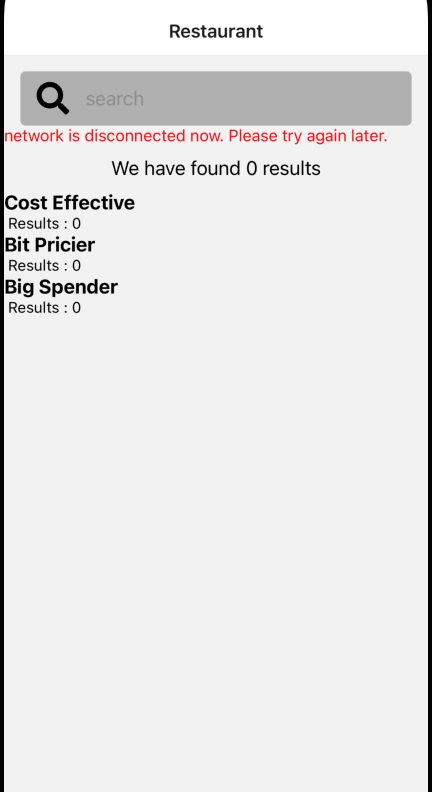 Restaurant
search
network is disconnected now. Please try again later.
We have found 0 results
Cost Effective
Results : 0
Bit Pricier
Results : 0
Big Spender
Results : 0